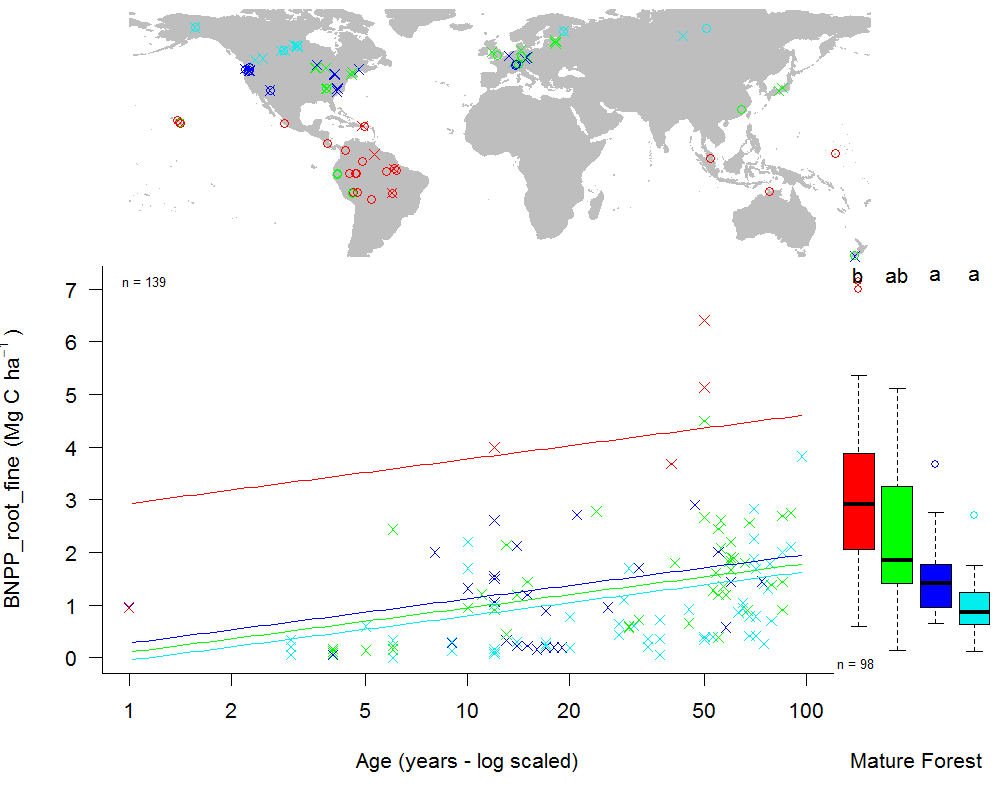 b ab a a
n = 139
7
6
5
4
3
2
1
0
BNPP_root_fine (Mg C ha⁻¹ )
n = 98
1 2 5 10 20 50 100
Age (years - log scaled) Mature Forest